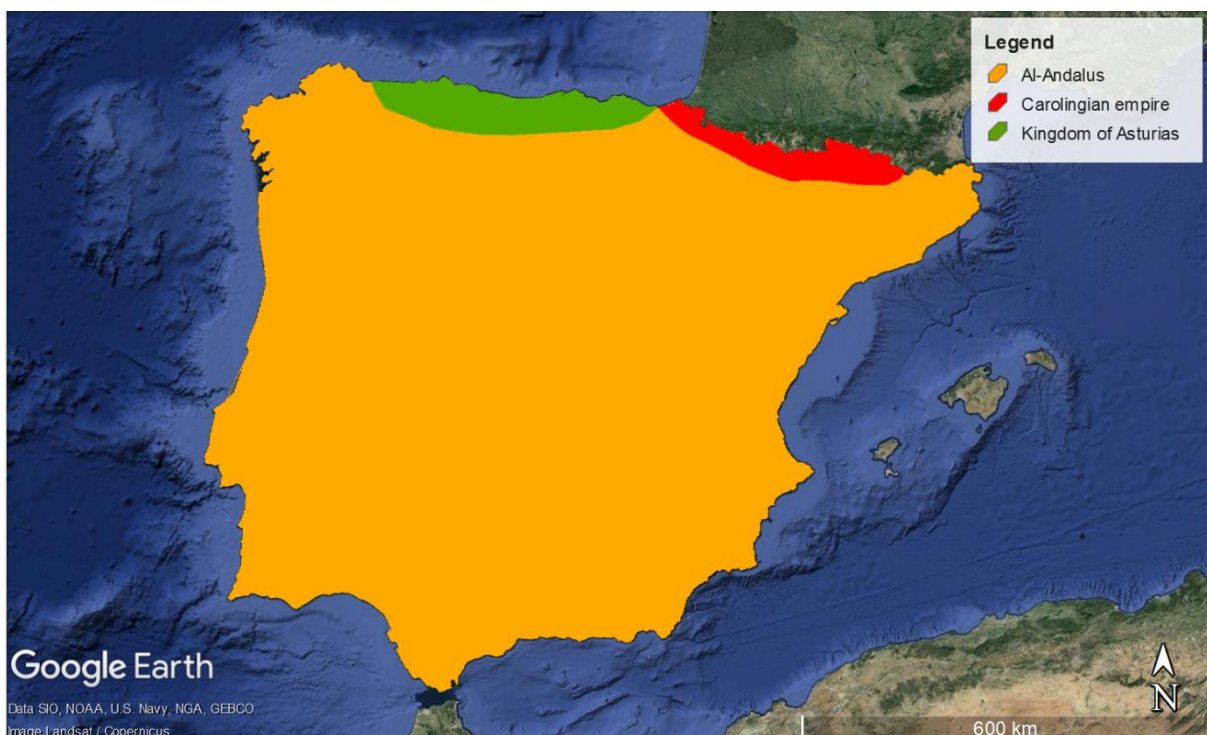 Legend
Al-Andalus
Carolingian empire
Kingdom of Asturias
Google Earth
Data SIO, NOAA, U.S. Navy, NGA, GEBCO
Image Landsat / Copernicus
N
600 km